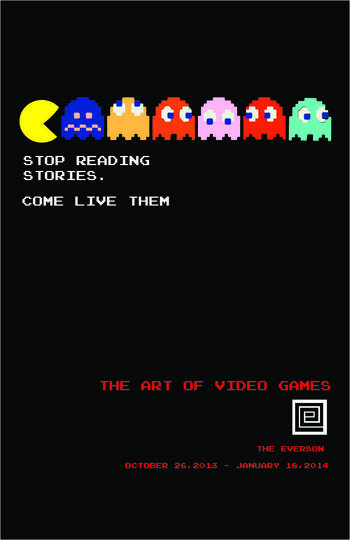 STOP READING
STORIES.
COME LIVE THEM
THE ART OF VIDEO GAMES
e
THE EVERSON
OCTOBER 26,2013 - JANUARY 18,2014